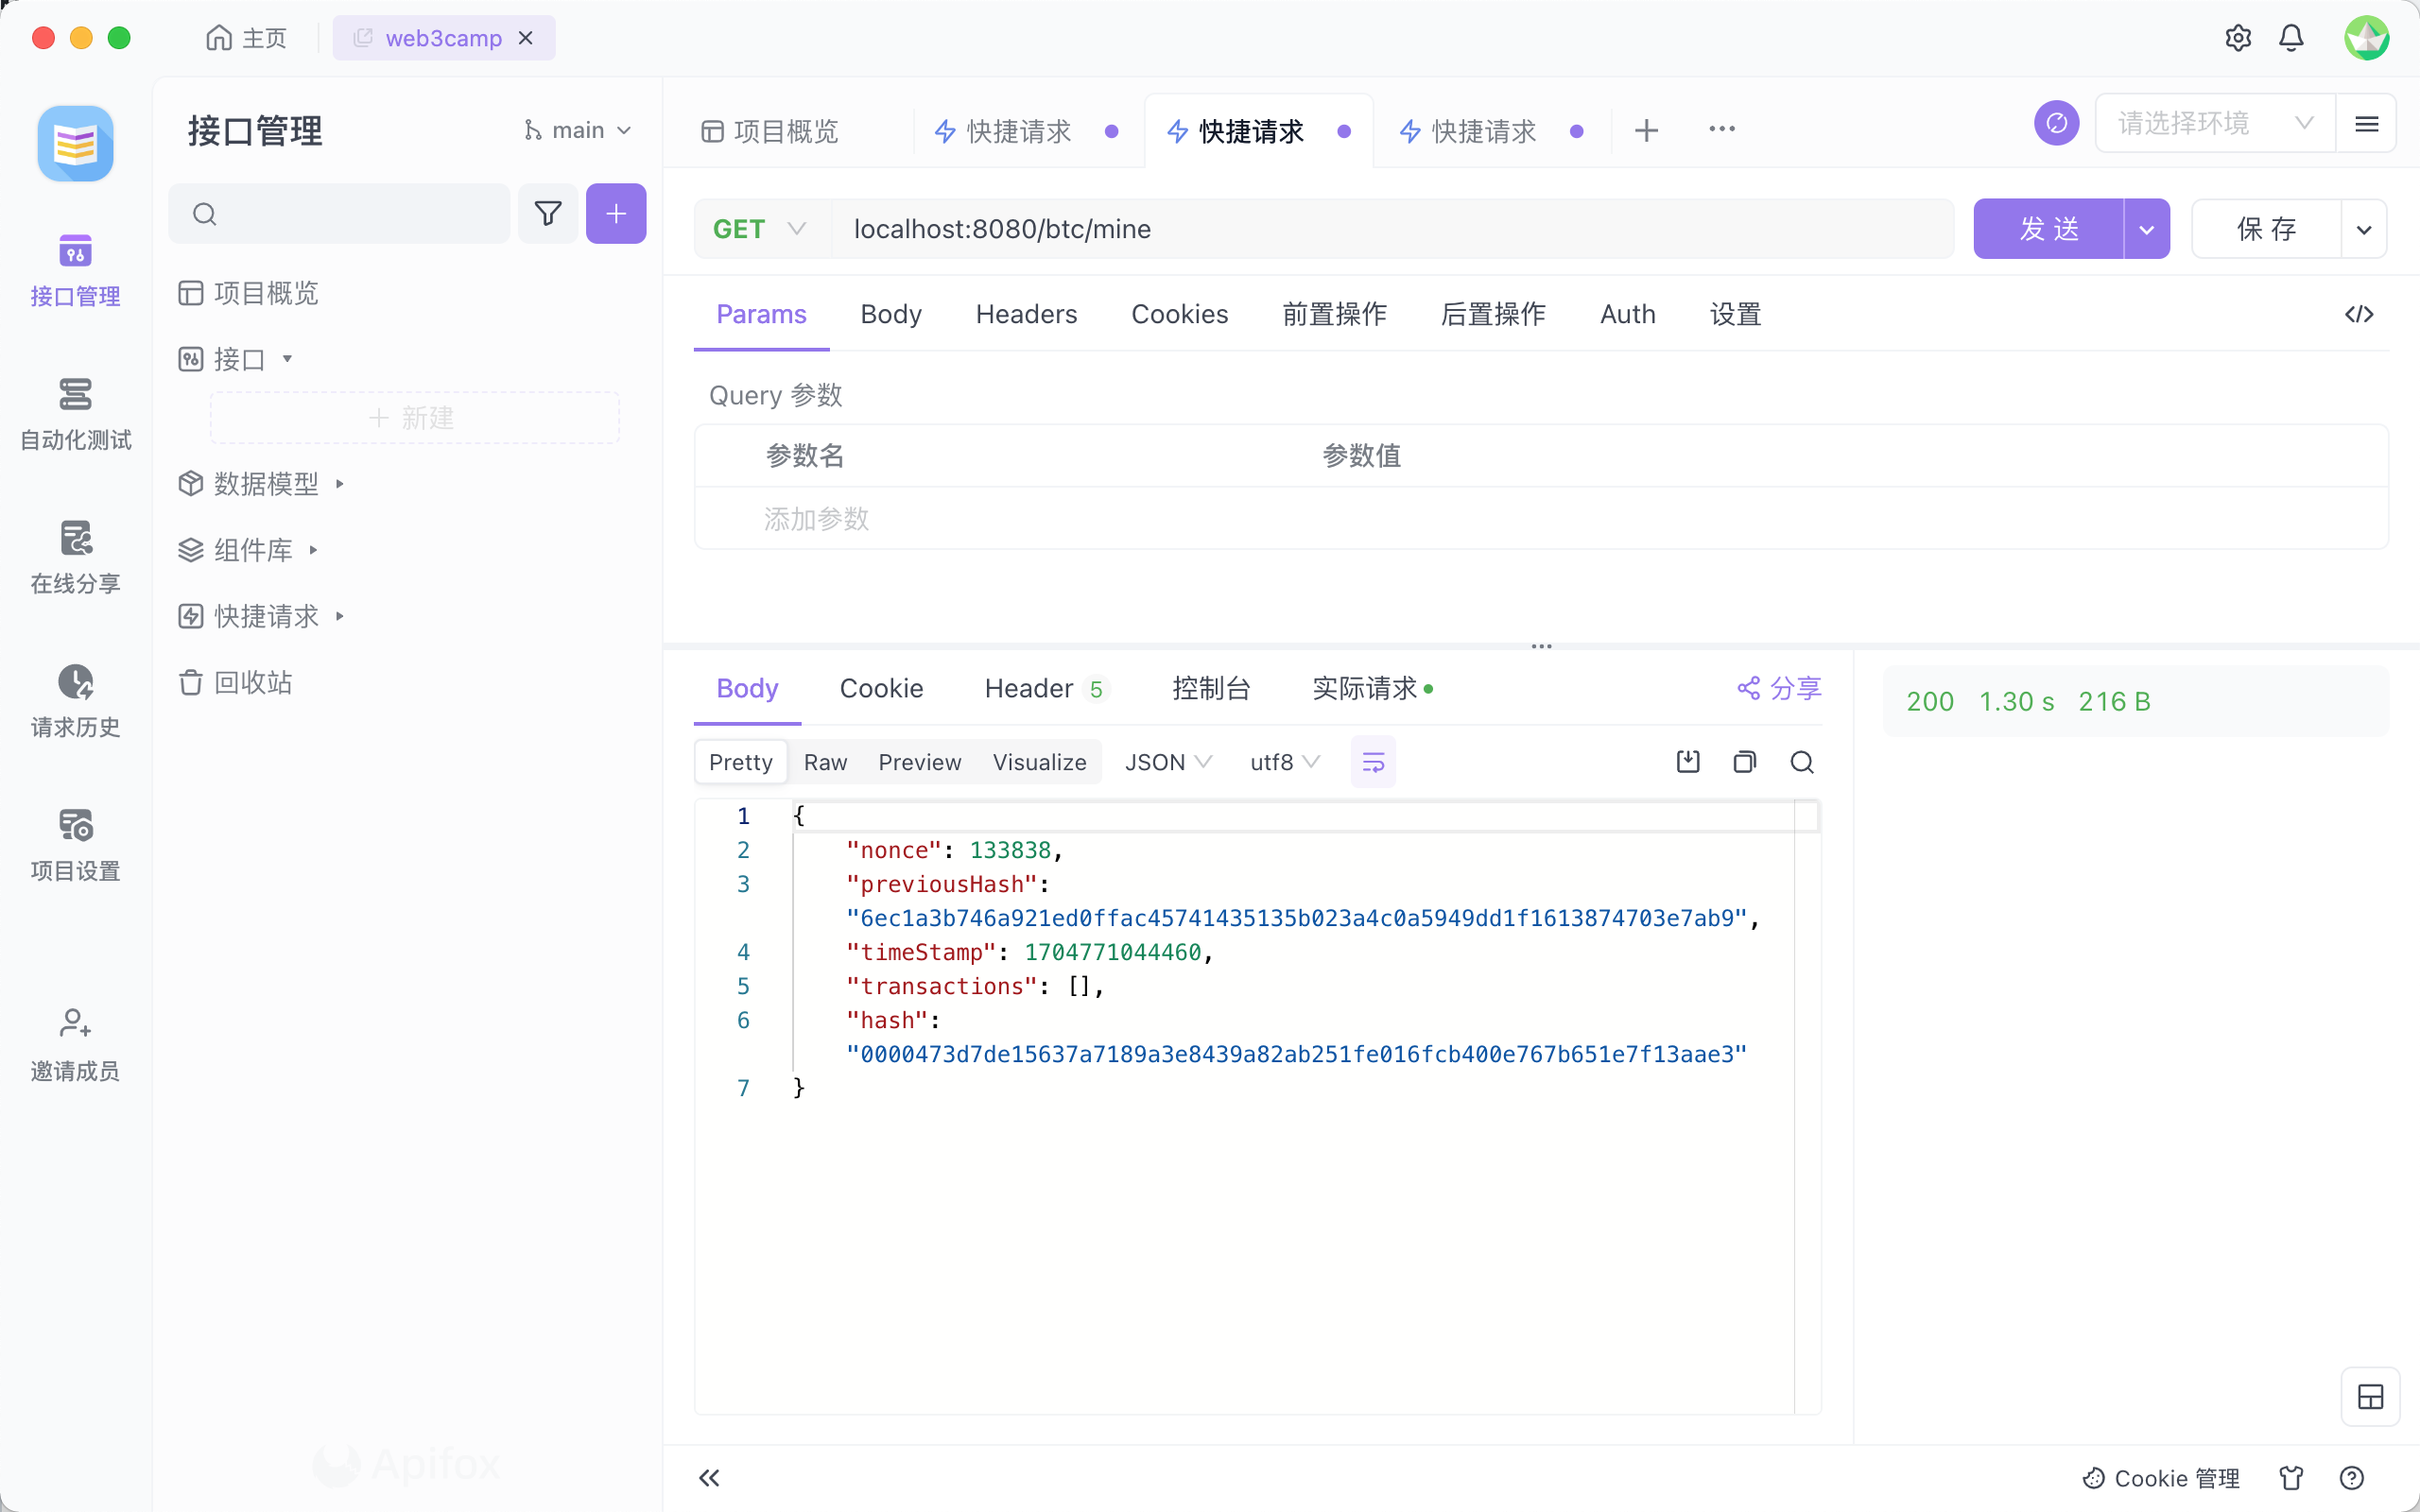 主页
web3camp
接口管理
main
项目概览
快捷请求
快捷请求
快捷请求
请选择环境
接口管理
自动化测试
在线分享
请求历史
项目设置
邀请成员
项目概览
接口
新建
数据模型
组件库
快捷请求
回收站
Apifox
GET
localhost:8080/btc/mine
发送
保存
Params
Body
Headers
Cookies
前置操作
后置操作
Auth
设置
Query 参数
参数名
参数值
添加参数
Body
Cookie
Header 5
控制台
实际请求
分享
200 1.30 s 216 B
Pretty
Raw
Preview
Visualize
JSON
utf8
1 {
2 "nonce": 133838,
3 "previousHash":
"6ec1a3b746a921ed0ffac45741435135b023a4c0a5949dd1f1613874703e7ab9",
4 "timeStamp": 1704771044460,
5 "transactions": [],
6 "hash":
"0000473d7de15637a7189a3e8439a82ab251fe016fcb400e767b651e7f13aae3"
7 }
Cookie 管理